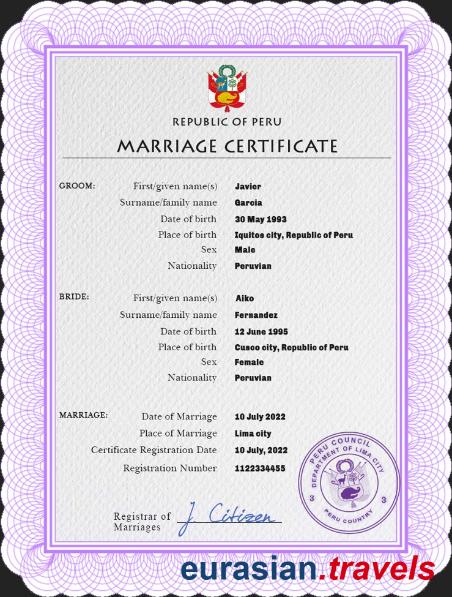 REPUBLIC OF PERU
MARRIAGE CERTIFICATE
GROOM: First/given name(s) Javier
Surname/family name Garcia
Date of birth 30 May 1993
Place of birth Iquitos city, Republic of Peru
Sex Male
Nationality Peruvian
BRIDE: First/given name(s) Aiko
Surname/family name Fernandez
Date of birth 12 June 1995
Place of birth Cusco city, Republic of Peru
Sex Female
Nationality Peruvian
MARRIAGE: Date of Marriage 10 July 2022
Place of Marriage Lima city
Certificate Registration Date 10 July, 2022
Registration Number 1122334455
PERU COUNCIL
DEPARTMENT OF LIMA CITY
3 3
PERU COUNTRY
Registrar of Marriages J. Citizen
eurasian.travels